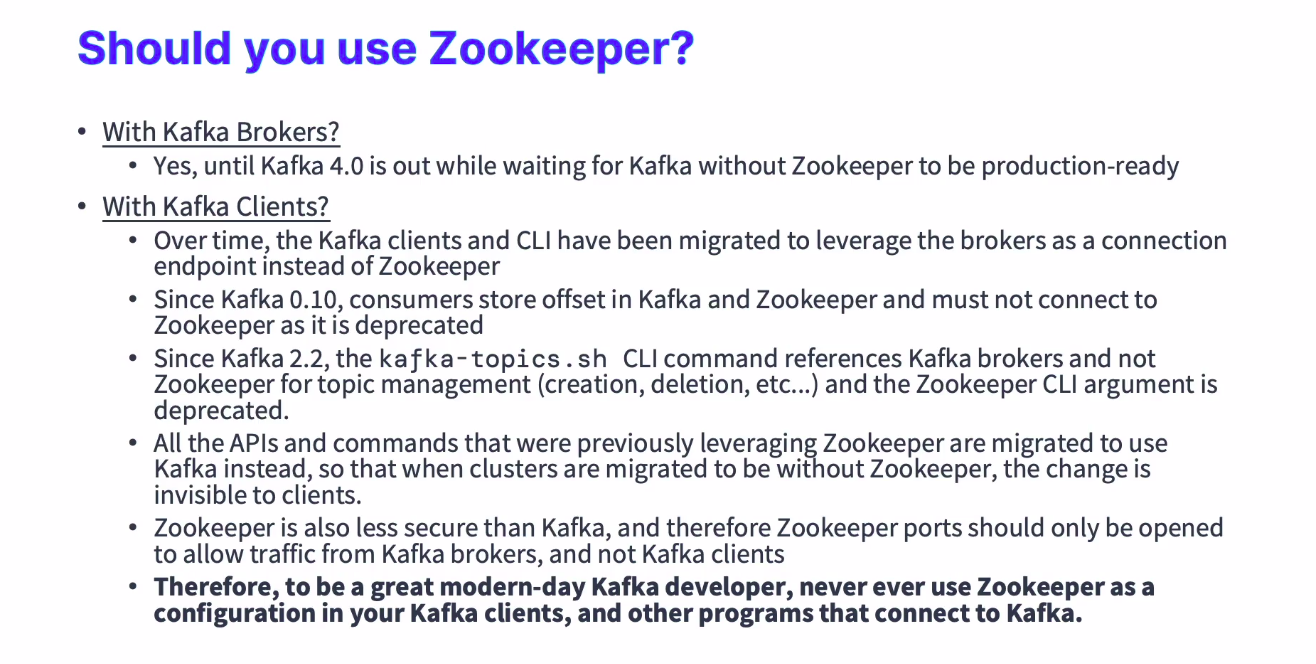 Should you use Zookeeper?
• With Kafka Brokers?
• Yes, until Kafka 4.0 is out while waiting for Kafka without Zookeeper to be production-ready
• With Kafka Clients?
• Over time, the Kafka clients and CLI have been migrated to leverage the brokers as a connection
endpoint instead of Zookeeper
• Since Kafka 0.10, consumers store offset in Kafka and Zookeeper and must not connect to
Zookeeper as it is deprecated
• Since Kafka 2.2, the kafka-topics.sh CLI command references Kafka brokers and not
Zookeeper for topic management (creation, deletion, etc...) and the Zookeeper CLI argument is
deprecated.
• All the APIs and commands that were previously leveraging Zookeeper are migrated to use
Kafka instead, so that when clusters are migrated to be without Zookeeper, the change is
invisible to clients.
• Zookeeper is also less secure than Kafka, and therefore Zookeeper ports should only be opened
to allow traffic from Kafka brokers, and not Kafka clients
• Therefore, to be a great modern-day Kafka developer, never ever use Zookeeper as a
configuration in your Kafka clients, and other programs that connect to Kafka.